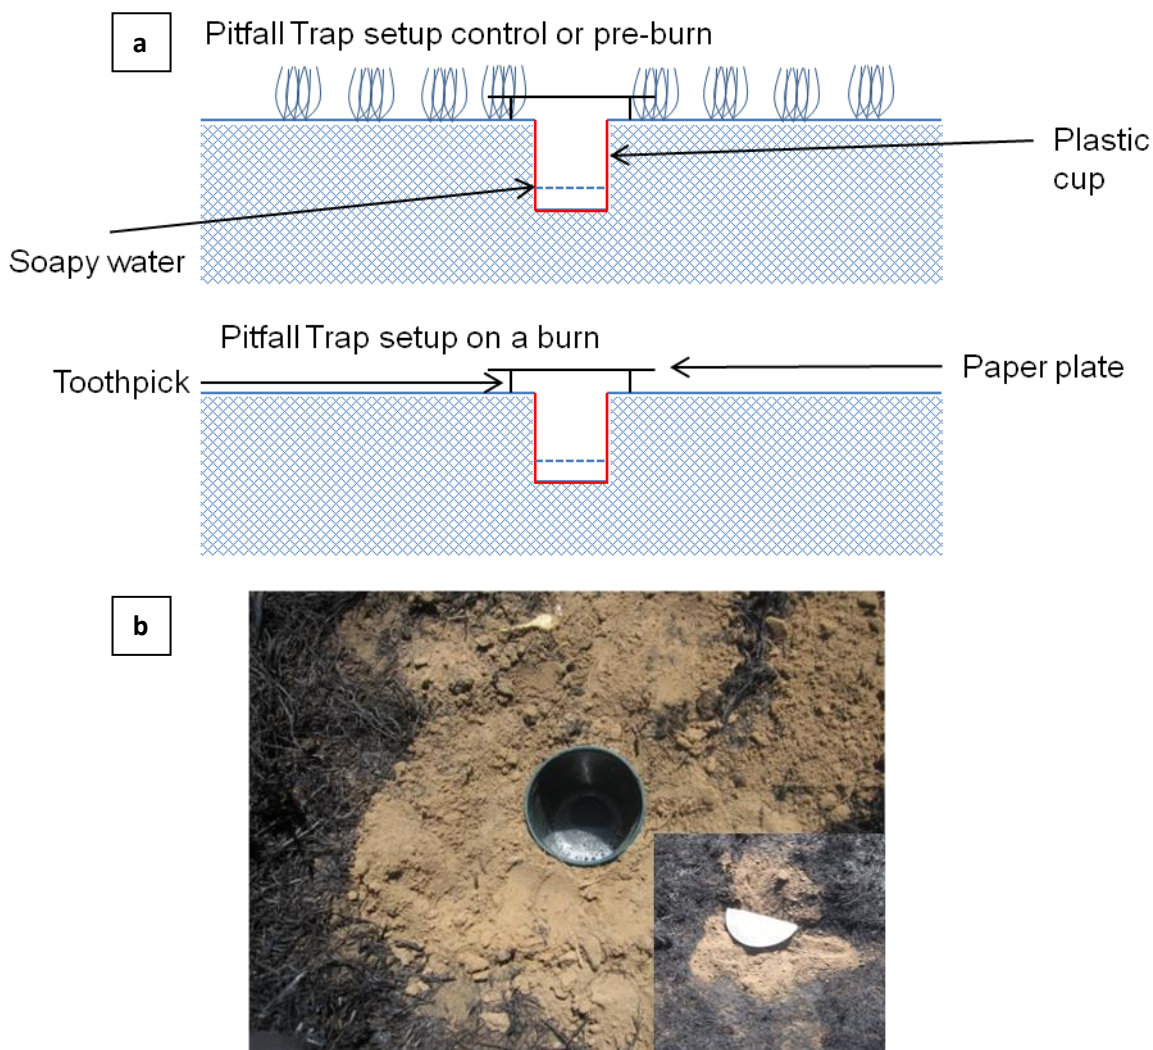 a
Pitfall Trap setup control or pre-burn
Plastic
cup
Soapy water
Pitfall Trap setup on a burn
Toothpick
Paper plate
b